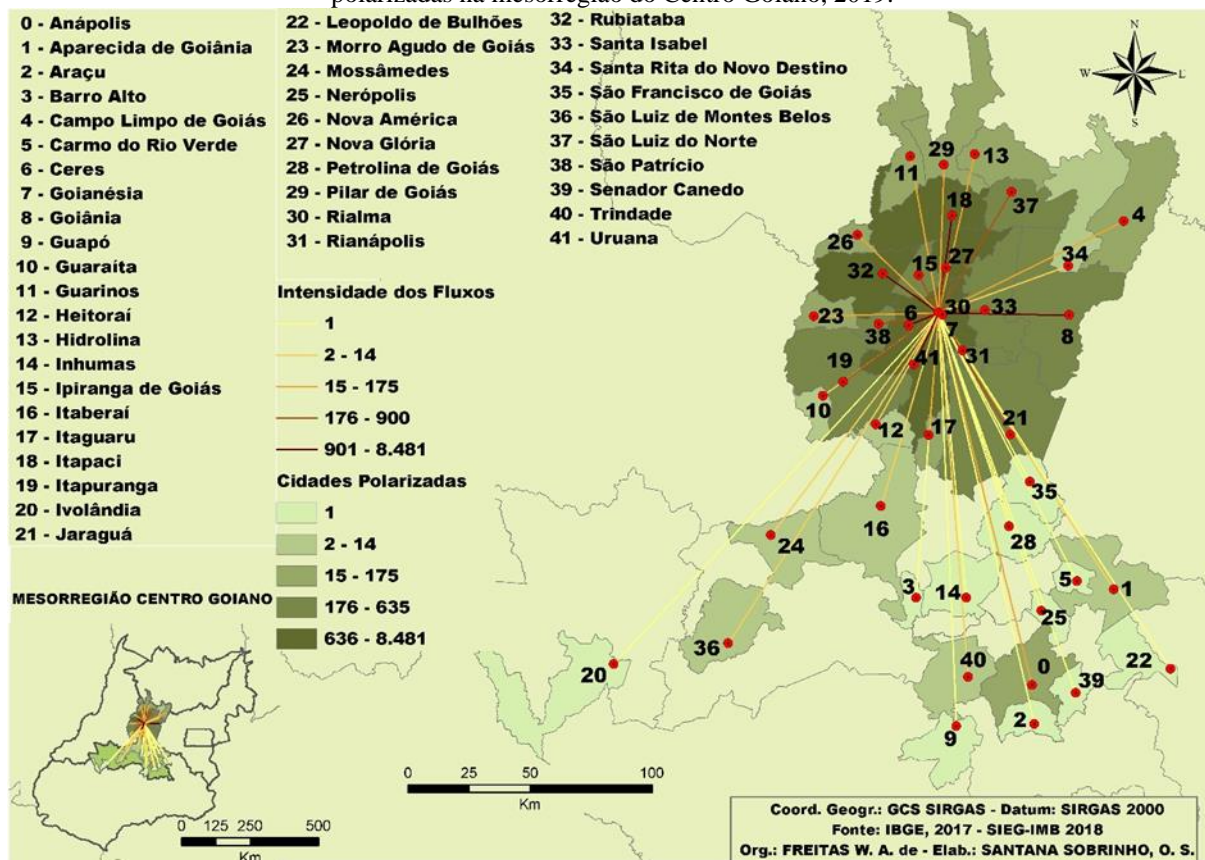 polarizadas na mesorregião do Centro Goiano, 2019.
0 - Anápolis
1 - Aparecida de Goiânia
2 - Araçu
3 - Barro Alto
4 - Campo Limpo de Goiás
5 - Carmo do Rio Verde
6 - Ceres
7 - Goianésia
8 - Goiânia
9 - Guapó
10 - Guaraíta
11 - Guarinos
12 - Heitoraí
13 - Hidrolina
14 - Inhumas
15 - Ipiranga de Goiás
16 - Itaberaí
17 - Itaguaru
18 - Itapaci
19 - Itapuranga
20 - Ivolândia
21 - Jaraguá
22 - Leopoldo de Bulhões
23 - Morro Agudo de Goiás
24 - Mossâmedes
25 - Nerópolis
26 - Nova América
27 - Nova Glória
28 - Petrolina de Goiás
29 - Pilar de Goiás
30 - Rialma
31 - Rianápolis
32 - Rubiataba
33 - Santa Isabel
34 - Santa Rita do Novo Destino
35 - São Francisco de Goiás
36 - São Luiz de Montes Belos
37 - São Luiz do Norte
38 - São Patrício
39 - Senador Canedo
40 - Trindade
41 - Uruana
Intensidade dos Fluxos
1
2 - 14
15 - 175
176 - 900
901 - 8.481
Cidades Polarizadas
1
2 - 14
15 - 175
176 - 635
636 - 8.481
N
W
L
S
11
29
13
18
37
4
26
15
27
34
32
30
33
23
6
7
8
38
31
19
41
10
12
17
21
35
16
24
28
3
14
5
1
25
36
20
40
0
22
39
2
9
MESORREGIÃO CENTRO GOIANO
0 125 250 500
Km
0 25 50 100
Km
Coord. Geogr.: GCS SIRGAS - Datum: SIRGAS 2000
Fonte: IBGE, 2017 - SIEG-IMB 2018
Org.: FREITAS W. A. de - Elab.: SANTANA SOBRINHO, O. S.